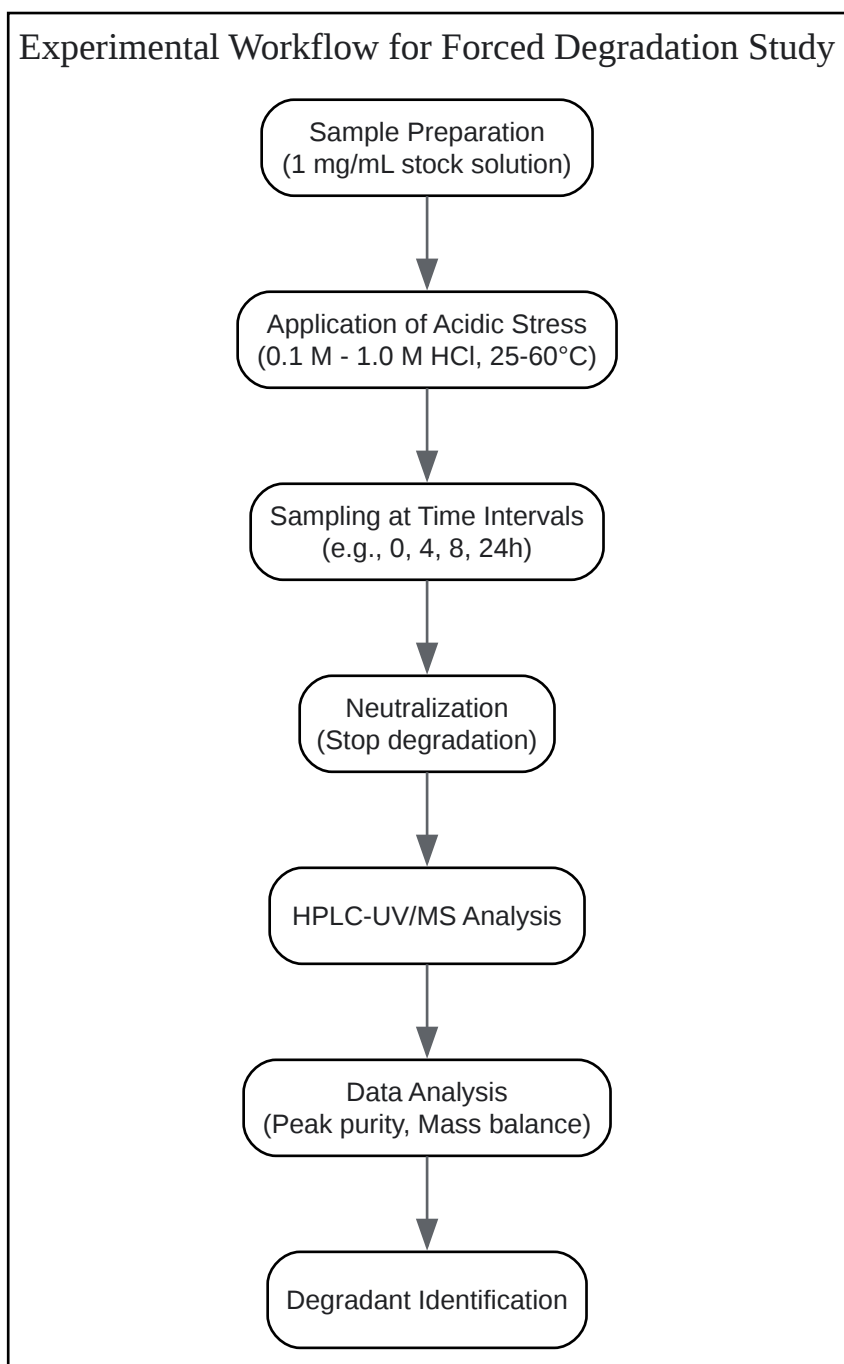 Experimental Workflow for Forced Degradation Study
Sample Preparation
(1 mg/mL stock solution)
Application of Acidic Stress
(0.1 M - 1.0 M HCl, 25-60°C)
Sampling at Time Intervals
(e.g., 0, 4, 8, 24h)
Neutralization
(Stop degradation)
HPLC-UV/MS Analysis
Data Analysis
(Peak purity, Mass balance)
Degradant Identification